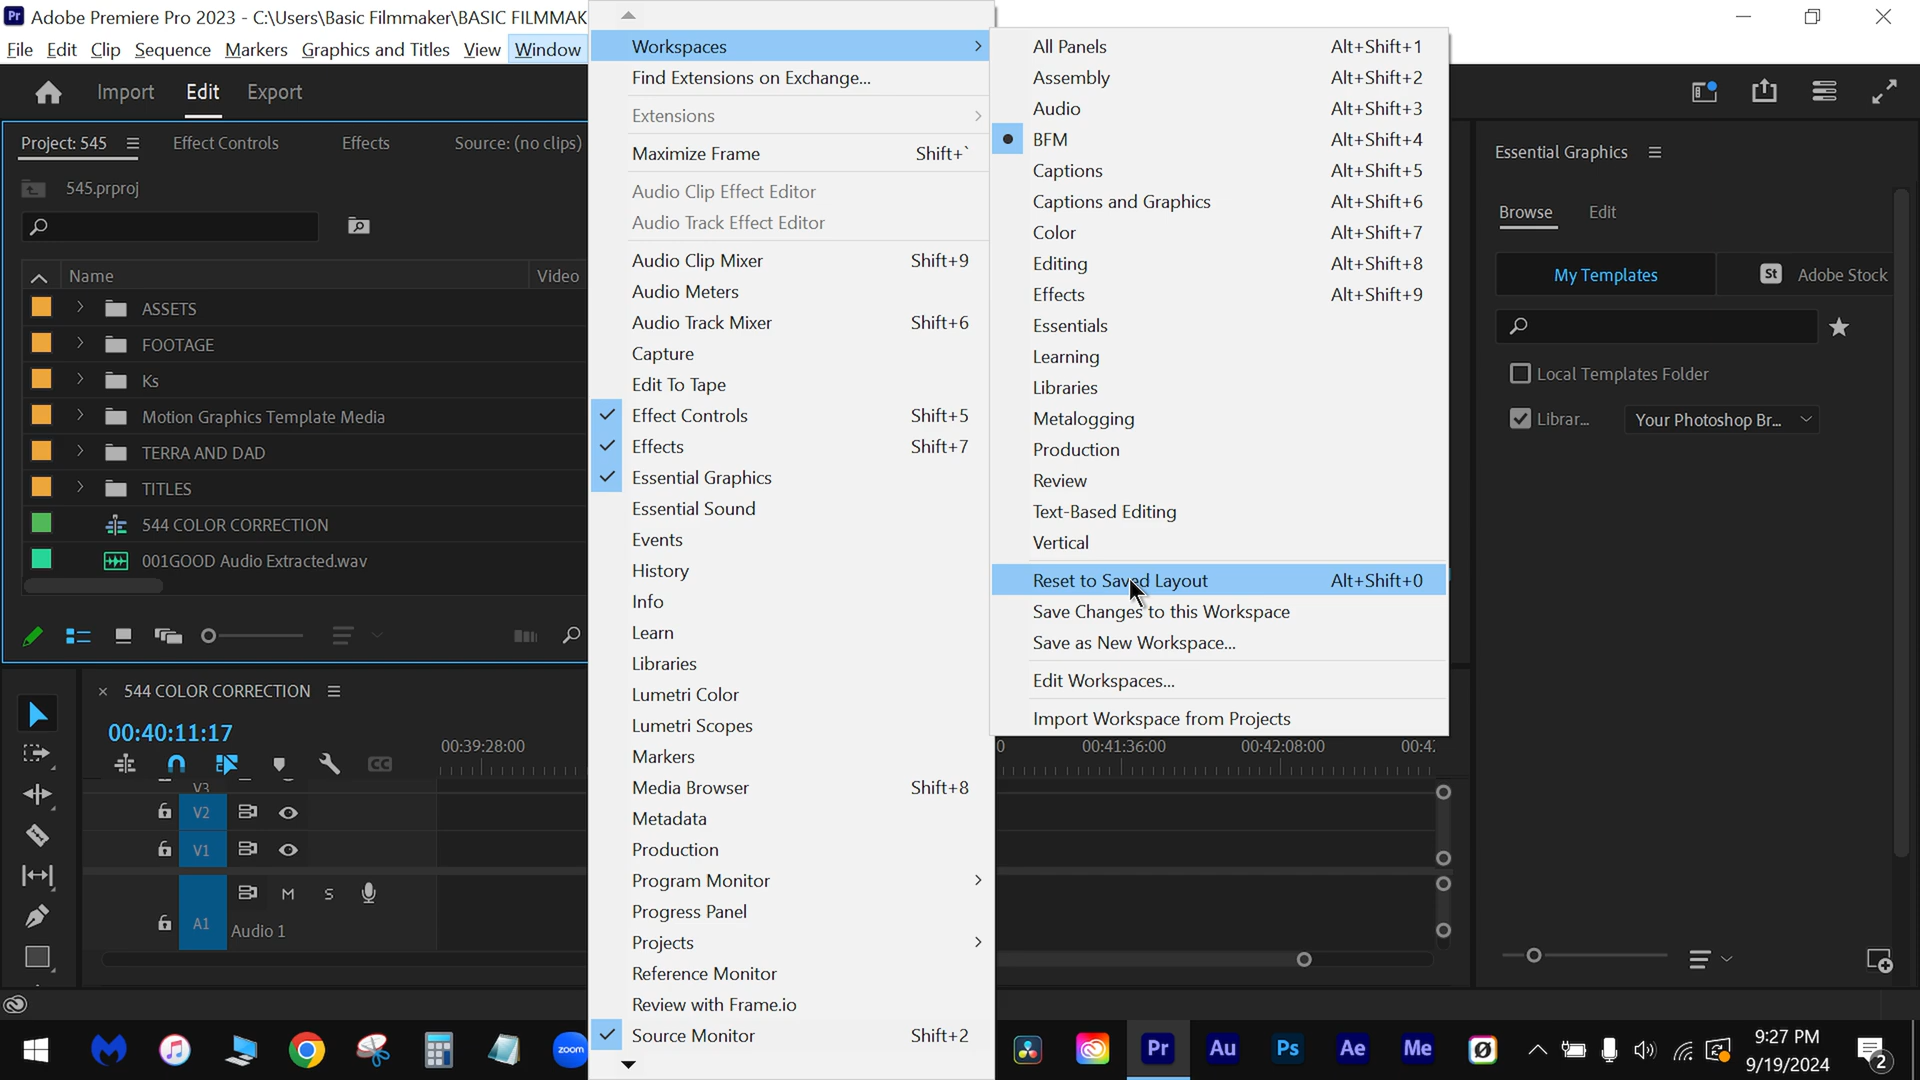 Pr Adobe Premiere Pro 2023 - C:\Users\Basic Filmmaker\BASIC FILMMAK
File Edit Clip Sequence Markers Graphics and Titles View Window
Import Edit Export
Project: 545 Effect Controls Effects Source: (no clips)
545.prproj
Name Video
ASSETS
FOOTAGE
Ks
Motion Graphics Template Media
TERRA AND DAD
TITLES
544 COLOR CORRECTION
001GOOD Audio Extracted.wav
Workspaces
Find Extensions on Exchange...
Extensions
Maximize Frame Shift+`
Audio Clip Effect Editor
Audio Track Effect Editor
Audio Clip Mixer Shift+9
Audio Meters
Audio Track Mixer Shift+6
Capture
Edit To Tape
Effect Controls Shift+5
Effects Shift+7
Essential Graphics
Essential Sound
Events
History
Info
Learn
Libraries
Lumetri Color
Lumetri Scopes
Markers
Media Browser Shift+8
Metadata
Production
Program Monitor
Progress Panel
Projects
Reference Monitor
Review with Frame.io
Source Monitor Shift+2
All Panels Alt+Shift+1
Assembly Alt+Shift+2
Audio Alt+Shift+3
BFM Alt+Shift+4
Captions Alt+Shift+5
Captions and Graphics Alt+Shift+6
Color Alt+Shift+7
Editing Alt+Shift+8
Effects Alt+Shift+9
Essentials
Learning
Libraries
Metalogging
Production
Review
Text-Based Editing
Vertical
Reset to Saved Layout Alt+Shift+0
Save Changes to this Workspace
Save as New Workspace...
Edit Workspaces...
Import Workspace from Projects
Essential Graphics
Browse Edit
My Templates St Adobe Stock
Local Templates Folder
Librar... Your Photoshop Br...
544 COLOR CORRECTION
00:40:11:17
00:39:28:00 0 00:41:36:00 00:42:08:00 00:4
CC
V3
V2
V1
M S
A1 Audio 1
zoom Pr Au Ps Ae Me
9:27 PM
9/19/2024
2